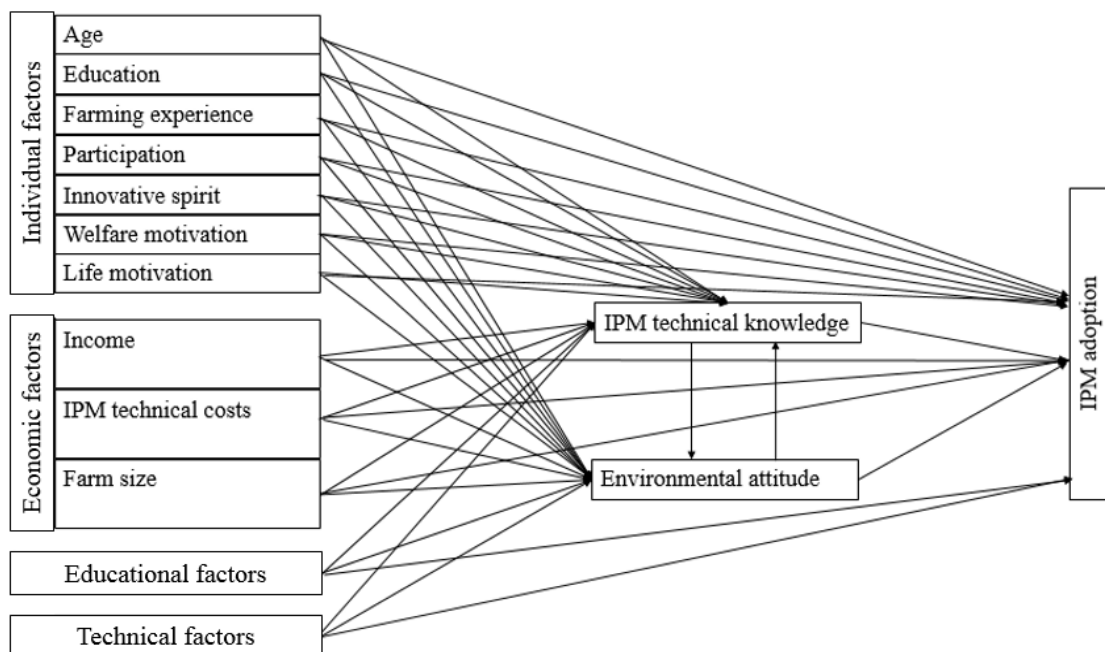 Individual factors
Age
Education
Farming experience
Participation
Innovative spirit
Welfare motivation
Life motivation
Economic factors
Income
IPM technical costs
Farm size
Educational factors
Technical factors
IPM technical knowledge
Environmental attitude
IPM adoption